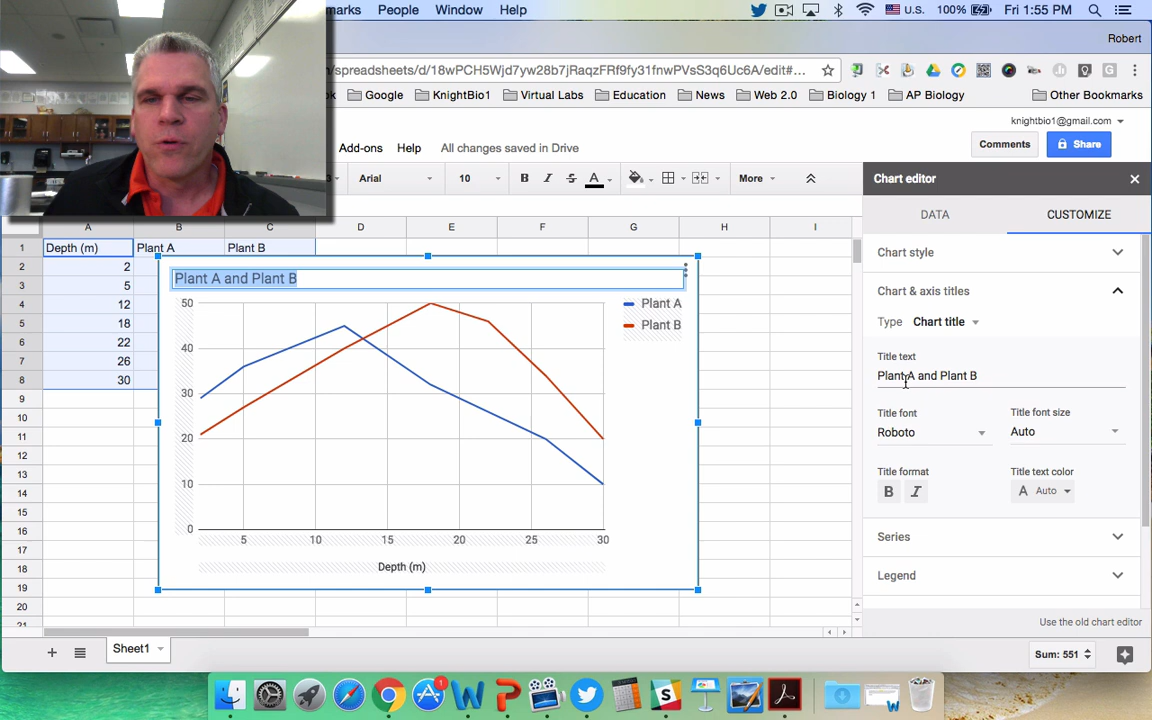 marks People Window Help U.S. 100% Fri 1:55 PM
Robert
/spreadsheets/d/18wPCH5Wjd7yw28b7jRaqzFRf9fy31fnwPVsS3q6Uc6A/edit#...
Google KnightBio1 Virtual Labs Education News Web 2.0 Biology 1 AP Biology Other Bookmarks
knightbio1@gmail.com
Add-ons Help All changes saved in Drive Comments Share
Arial 10 B I S A More
Chart editor
DATA CUSTOMIZE
A B C D E F G H I
1 Depth (m) Plant A Plant B
2 2
3 5
4 12
5 18
6 22
7 26
8 30
9
10
11
12
13
14
15
16
17
18
19
20
21
Plant A and Plant B
50
40
30
20
10
0
5 10 15 20 25 30
Depth (m)
Plant A
Plant B
Chart style
Chart & axis titles
Type Chart title
Title text
Plant A and Plant B
Title font Title font size
Roboto Auto
Title format Title text color
B I A Auto
Series
Legend
Use the old chart editor
Sheet1 Sum: 551
1